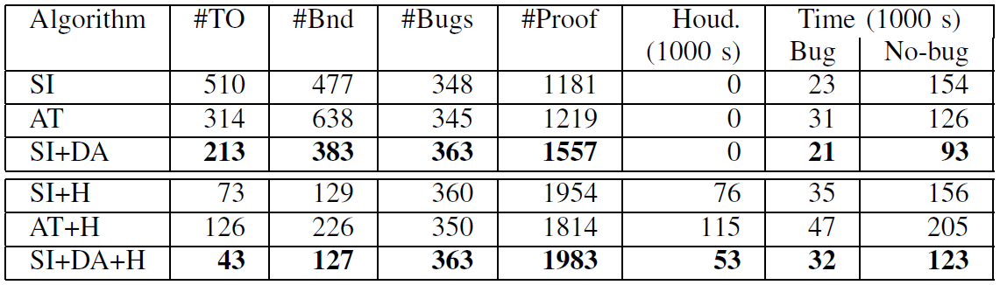 Algorithm #TO #Bnd #Bugs #Proof Houd. Time (1000 s)
(1000 s) Bug No-bug
SI 510 477 348 1181 0 23 154
AT 314 638 345 1219 0 31 126
SI+DA 213 383 363 1557 0 21 93
SI+H 73 129 360 1954 76 35 156
AT+H 126 226 350 1814 115 47 205
SI+DA+H 43 127 363 1983 53 32 123